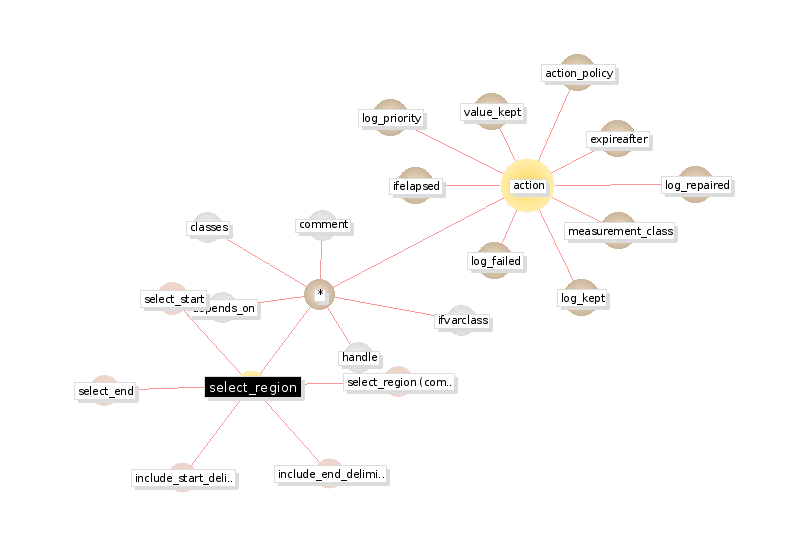 action_policy
value_kept
log_priority
expireafter
ifelapsed
action
log_repaired
classes
comment
measurement_class
log_failed
*
select_start
depends_on
log_kept
ifvarclass
handle
select_region
select_region (com..
select_end
include_start_deli..
include_end_delimi..